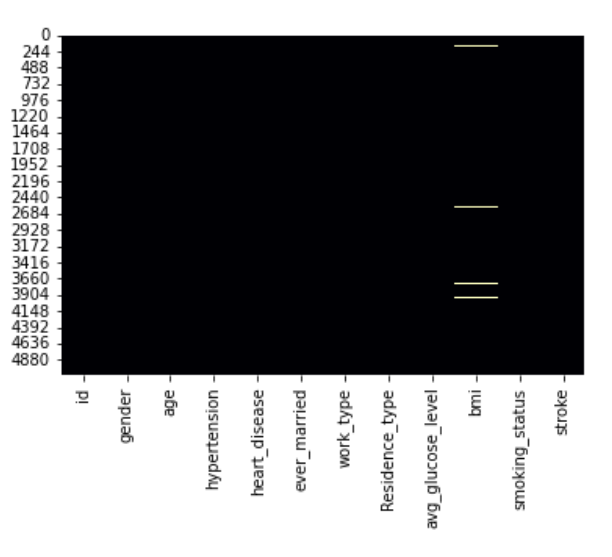 0
244
488
732
976
1220
1464
1708
1952
2196
2440
2684
2928
3172
3416
3660
3904
4148
4392
4636
4880
id
gender
age
hypertension
heart_disease
ever_married
work_type
Residence_type
avg_glucose_level
bmi
smoking_status
stroke